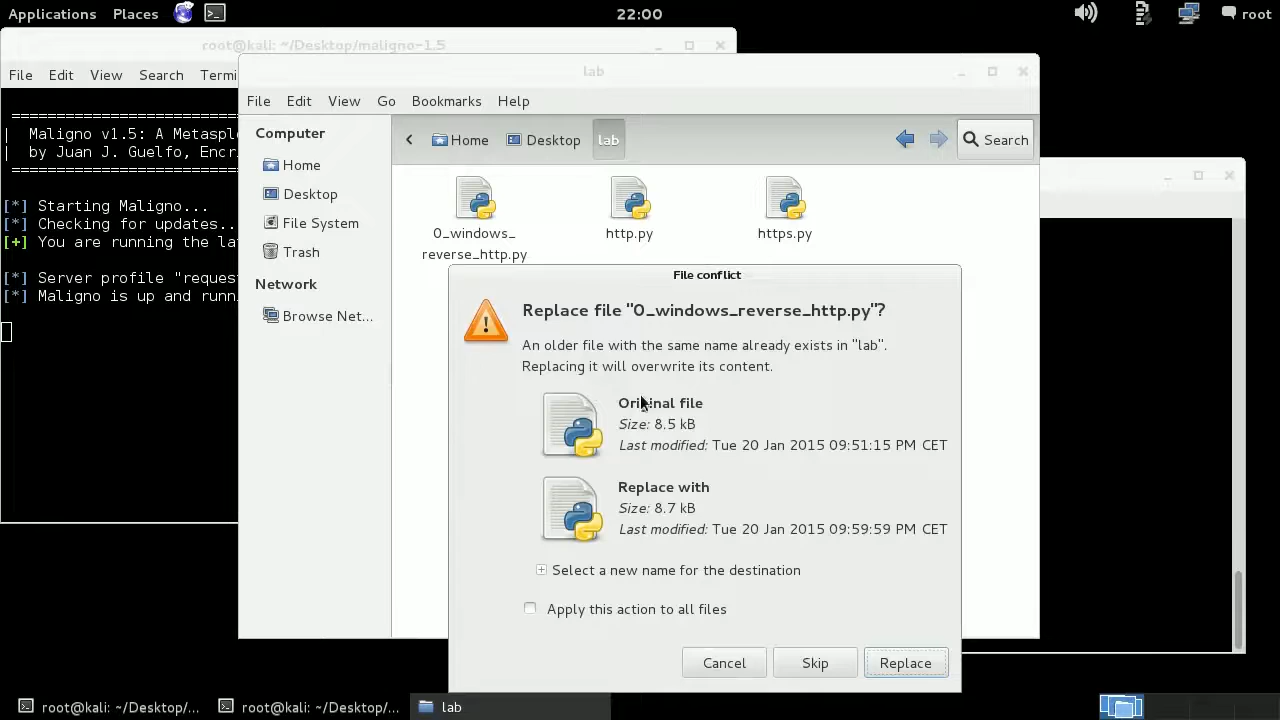 Applications Places
22:00
root
root@kali: ~/Desktop/maligno-1.5
File Edit View Search Termi
===========================
| Maligno v1.5: A Metasplo
| by Juan J. Guelfo, Encri
===========================
[*] Starting Maligno...
[*] Checking for updates..
[+] You are running the la
[*] Server profile "reques
[*] Maligno is up and runn
lab
File Edit View Go Bookmarks Help
Computer
Home
Desktop
File System
Trash
Network
Browse Net...
Home Desktop lab
Search
0_windows_
reverse_http.py
http.py
https.py
File conflict
Replace file "0_windows_reverse_http.py"?
An older file with the same name already exists in "lab".
Replacing it will overwrite its content.
Original file
Size: 8.5 kB
Last modified: Tue 20 Jan 2015 09:51:15 PM CET
Replace with
Size: 8.7 kB
Last modified: Tue 20 Jan 2015 09:59:59 PM CET
Select a new name for the destination
Apply this action to all files
Cancel Skip Replace
root@kali: ~/Desktop/...
root@kali: ~/Desktop/...
lab